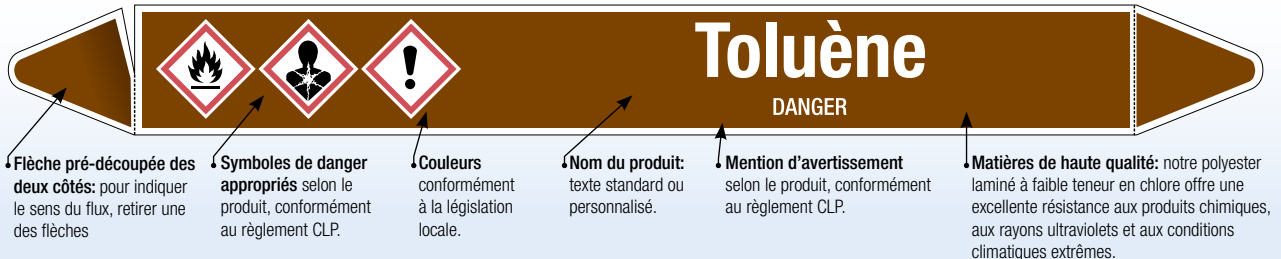 Toluène
DANGER
Flèche pré-découpée des
deux côtés: pour indiquer
le sens du flux, retirer une
des flèches
Symboles de danger
appropriés selon le
produit, conformément
au règlement CLP.
Couleurs
conformément
à la législation
locale.
Nom du produit:
texte standard ou
personnalisé.
Mention d’avertissement
selon le produit, conformément
au règlement CLP.
Matières de haute qualité: notre polyester
laminé à faible teneur en chlore offre une
excellente résistance aux produits chimiques,
aux rayons ultraviolets et aux conditions
climatiques extrêmes.